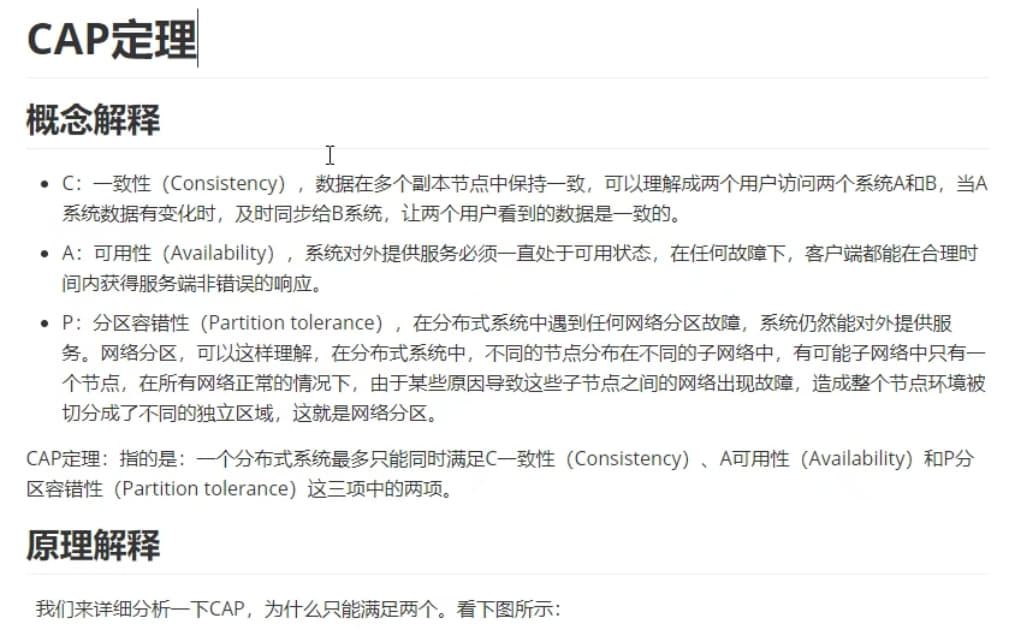 CAP定理
概念解释
C：一致性（Consistency），数据在多个副本节点中保持一致，可以理解成两个用户访问两个系统A和B，当A
系统数据有变化时，及时同步给B系统，让两个用户看到的数据是一致的。
A：可用性（Availability），系统对外提供服务必须一直处于可用状态，在任何故障下，客户端都能在合理时
间内获得服务端非错误的响应。
P：分区容错性（Partition tolerance），在分布式系统中遇到任何网络分区故障，系统仍然能对外提供服
务。网络分区，可以这样理解，在分布式系统中，不同的节点分布在不同的子网络中，有可能子网络中只有一
个节点，在所有网络正常的情况下，由于某些原因导致这些子节点之间的网络出现故障，造成整个节点环境被
切分成了不同的独立区域，这就是网络分区。
CAP定理：指的是：一个分布式系统最多只能同时满足C一致性（Consistency）、A可用性（Availability）和P分
区容错性（Partition tolerance）这三项中的两项。
原理解释
我们来详细分析一下CAP，为什么只能满足两个。看下图所示：